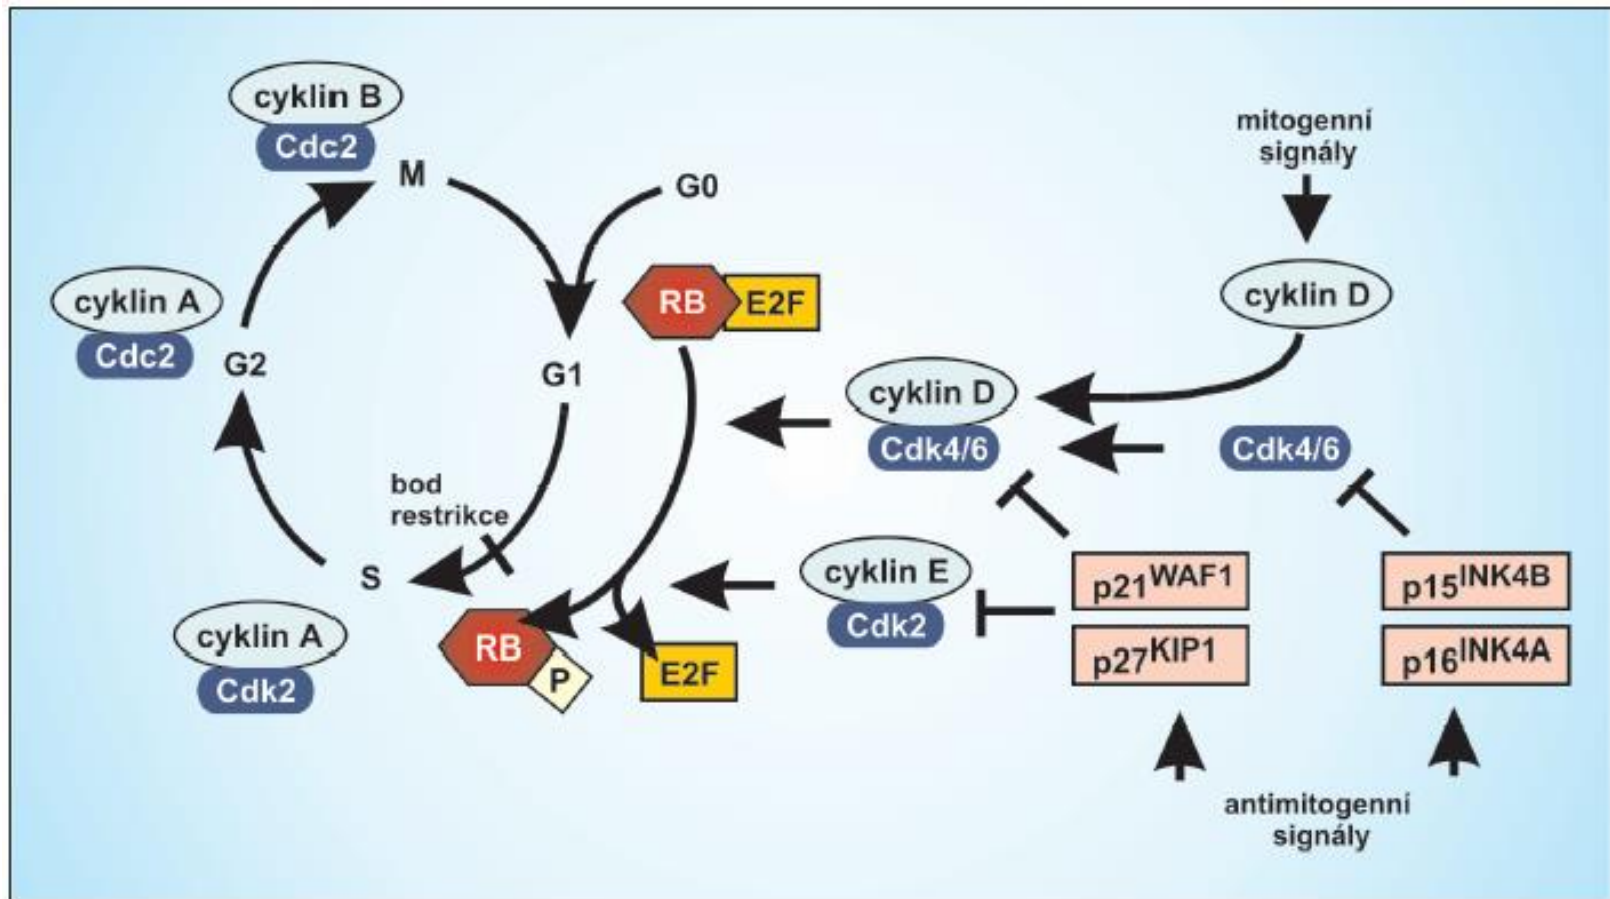 cyklin B
Cdc2
M
G0
mitogenní
signály
cyklin A
Cdc2
G2
G1
RB
E2F
cyklin D
cyklin D
Cdk4/6
Cdk4/6
bod
restrikce
S
cyklin E
Cdk2
p21WAF1
p15INK4B
cyklin A
Cdk2
RB
P
E2F
p27KIP1
p16INK4A
antimitogenní
signály